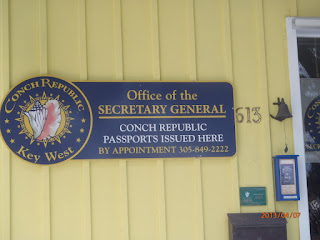 CONCH REPUBLIC
Key West
Office of the
SECRETARY GENERAL
CONCH REPUBLIC
PASSPORTS ISSUED HERE
BY APPOINTMENT 305-849-2222
613